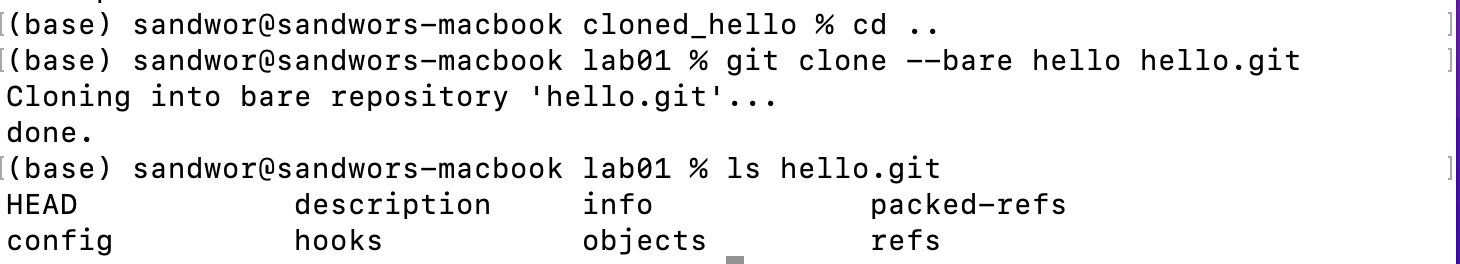 (base) sandwor@sandwors-macbook cloned_hello % cd ..
(base) sandwor@sandwors-macbook lab01 % git clone --bare hello hello.git
Cloning into bare repository 'hello.git'...
done.
(base) sandwor@sandwors-macbook lab01 % ls hello.git
HEAD description info packed-refs
config hooks objects refs